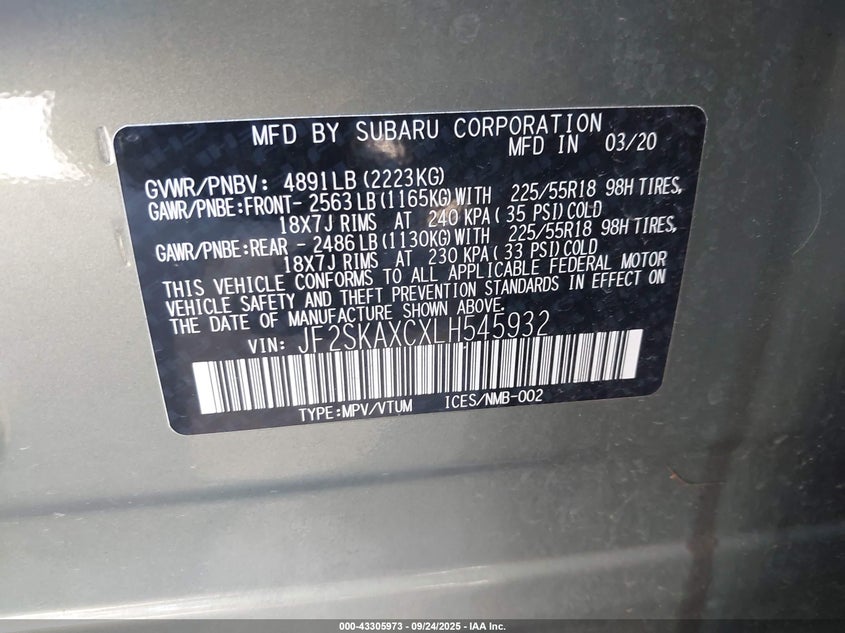 MFD BY SUBARU CORPORATION
MFD IN 03/20
GVWR/PNBV: 4891LB(2223KG)
GAWR/PNBE:FRONT- 2563LB(1165KG)WITH 225/55R18 98H TIRES,
18X7J RIMS AT 240 KPA(35 PSI)COLD
GAWR/PNBE:REAR - 2486LB(1130KG)WITH 225/55R18 98H TIRES,
18X7J RIMS AT 230 KPA(33 PSI)COLD
THIS VEHICLE CONFORMS TO ALL APPLICABLE FEDERAL MOTOR
VEHICLE SAFETY AND THEFT PREVENTION STANDARDS IN EFFECT ON
THE DATE OF MANUFACTURE SHOWN ABOVE.
VIN: JF2SKAXCXLH545932
TYPE:MPV/VTUM ICES/NMB-002
000-43305973 - 09/24/2025 - IAA Inc.